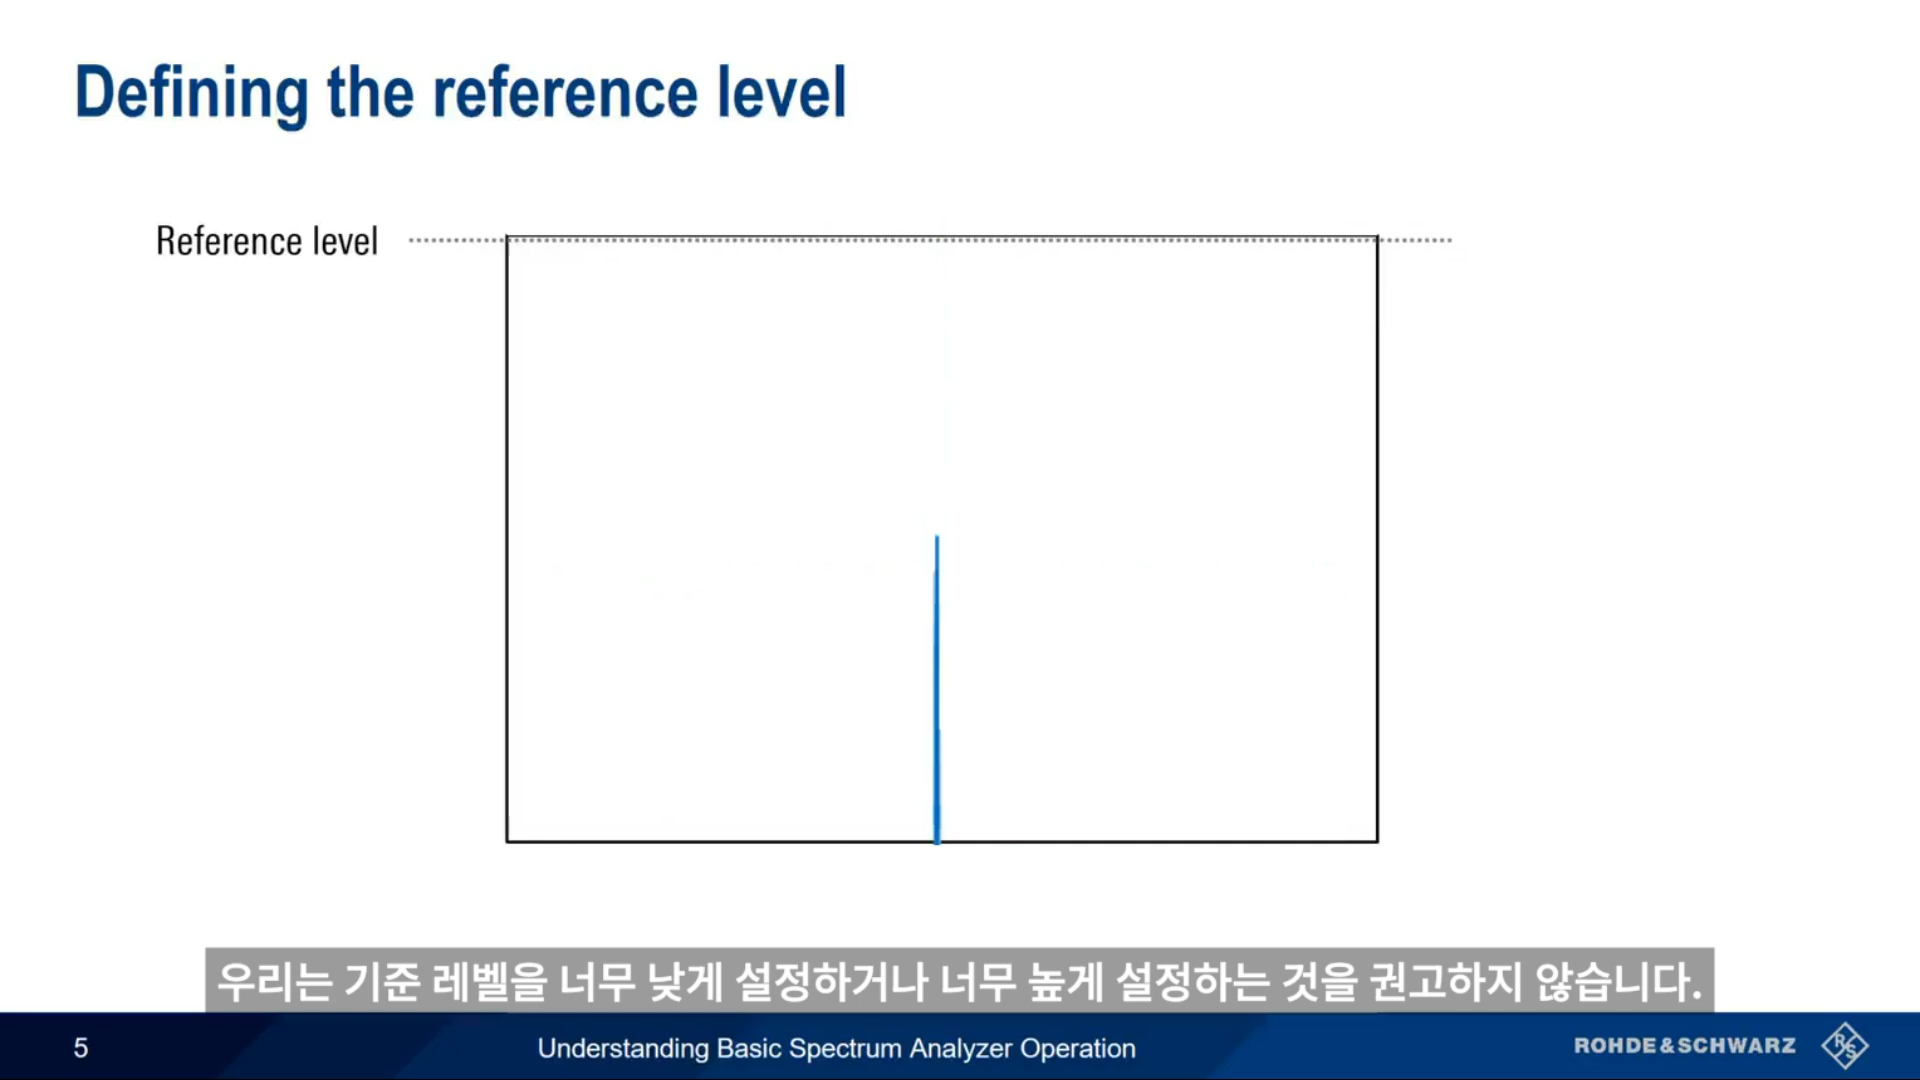 Defining the reference level
Reference level
우리는 기준 레벨을 너무 낮게 설정하거나 너무 높게 설정하는 것을 권고하지 않습니다.
5
Understanding Basic Spectrum Analyzer Operation
ROHDE&SCHWARZ
R&S